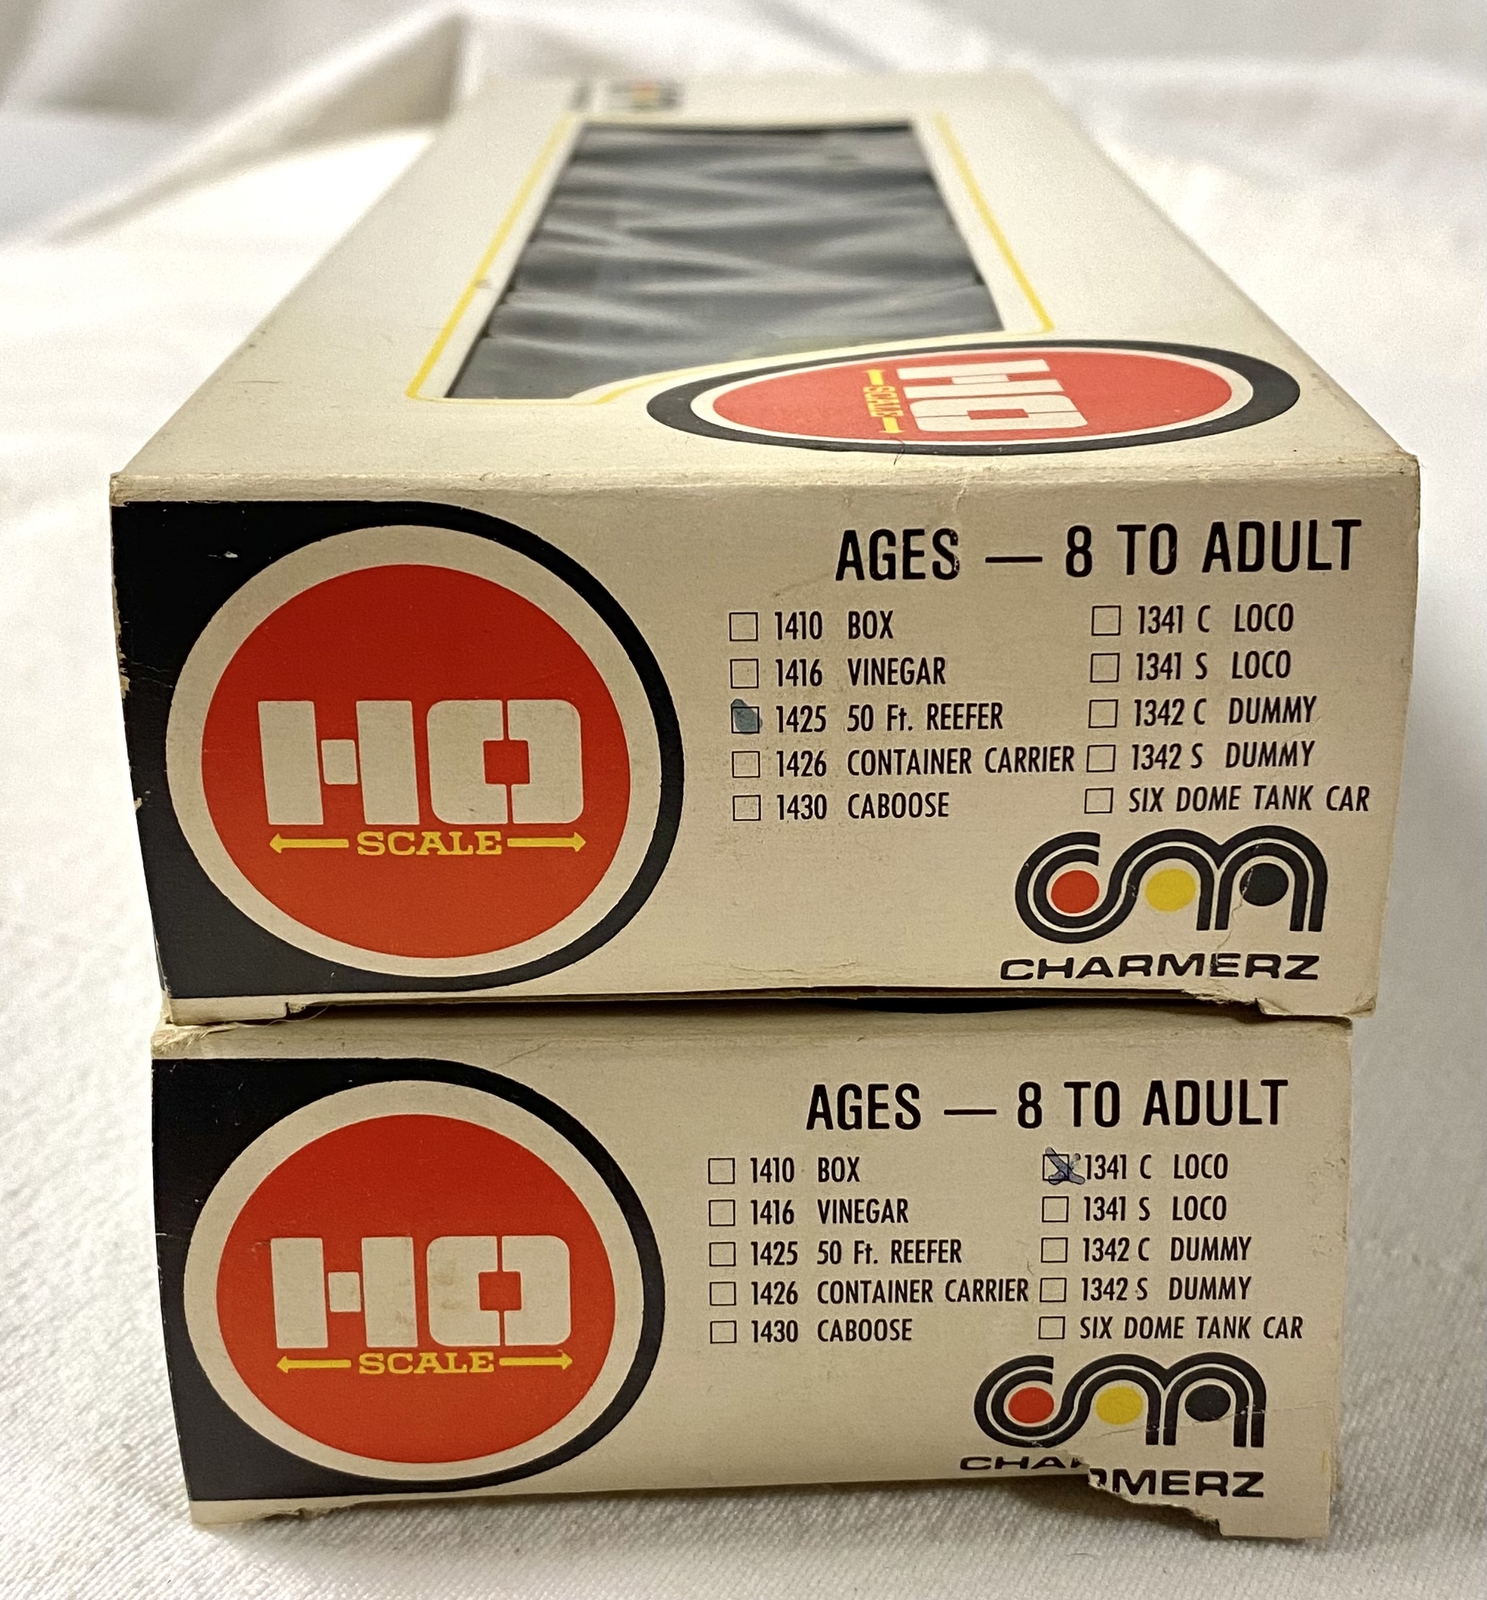 HO
SCALE
AGES — 8 TO ADULT
1410 BOX
1416 VINEGAR
1425 50 Ft. REEFER
1426 CONTAINER CARRIER
1430 CABOOSE
1341 C LOCO
1341 S LOCO
1342 C DUMMY
1342 S DUMMY
SIX DOME TANK CAR
HO
SCALE
CHARMERZ
AGES — 8 TO ADULT
1410 BOX
1416 VINEGAR
1425 50 Ft. REEFER
1426 CONTAINER CARRIER
1430 CABOOSE
1341 C LOCO
1341 S LOCO
1342 C DUMMY
1342 S DUMMY
SIX DOME TANK CAR
HO
SCALE
CHARMERZ